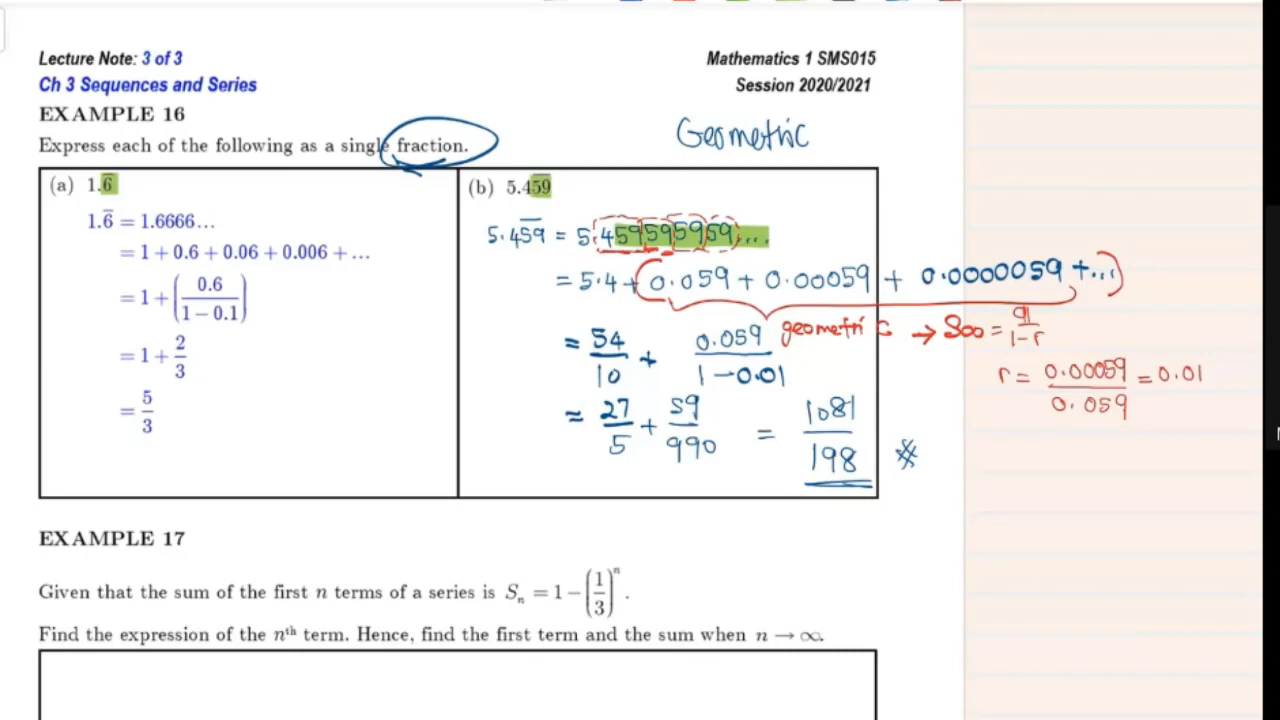 Lecture Note: 3 of 3
Mathematics 1 SMS015
Ch 3 Sequences and Series
Session 2020/2021
EXAMPLE 16
Geometric
Express each of the following as a single fraction.
(a) 1.6̅
1.6̅ = 1.6666...
= 1 + 0.6 + 0.06 + 0.006 + ...
= 1 + (0.6 / (1 − 0.1))
= 1 + 2/3
= 5/3
(b) 5.45̅9̅
5.45̅9̅ = 5.459595959...
= 5.4 + (0.059 + 0.00059 + 0.0000059 + ...)
geometric → S∞ = a/(1−r)
r = 0.00059/0.059 = 0.01
= 54/10 + 0.059/(1−0.01)
= 27/5 + 59/990 = 1081/198
EXAMPLE 17
Given that the sum of the first n terms of a series is Sₙ = 1 − (1/3)ⁿ.
Find the expression of the nᵗʰ term. Hence, find the first term and the sum when n → ∞.